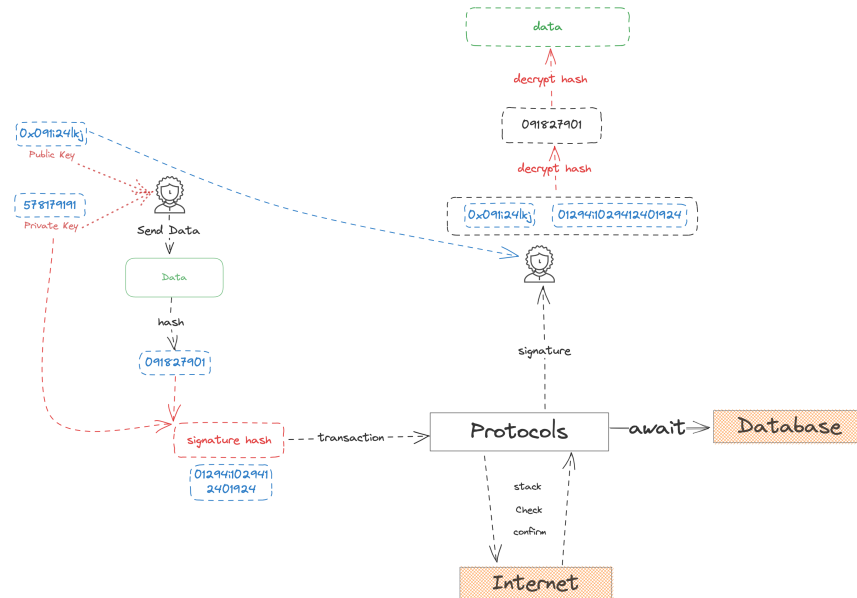 data
decrypt hash
091827901
0x091i24lkj
Public Key
decrypt hash
578179191
Private Key
0x091i24lkj
01294i1029412401924
Send Data
Data
hash
signature
091827901
signature hash
transaction
Protocols
await
Database
01294i102941
2401924
stack
Check
confirm
Internet